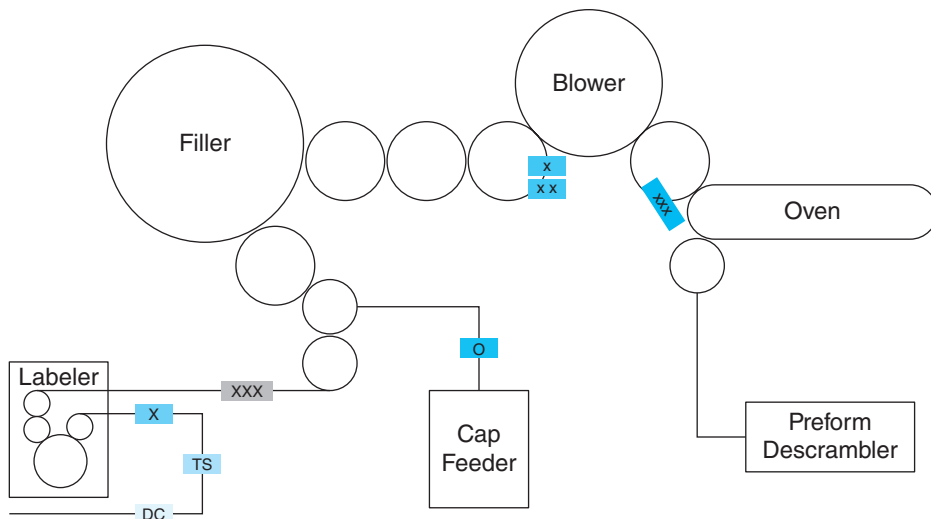 Blower
Filler
x
x x
XXX
Oven
O
Labeler
XXX
X
Cap
Feeder
Preform
Descrambler
TS
DC